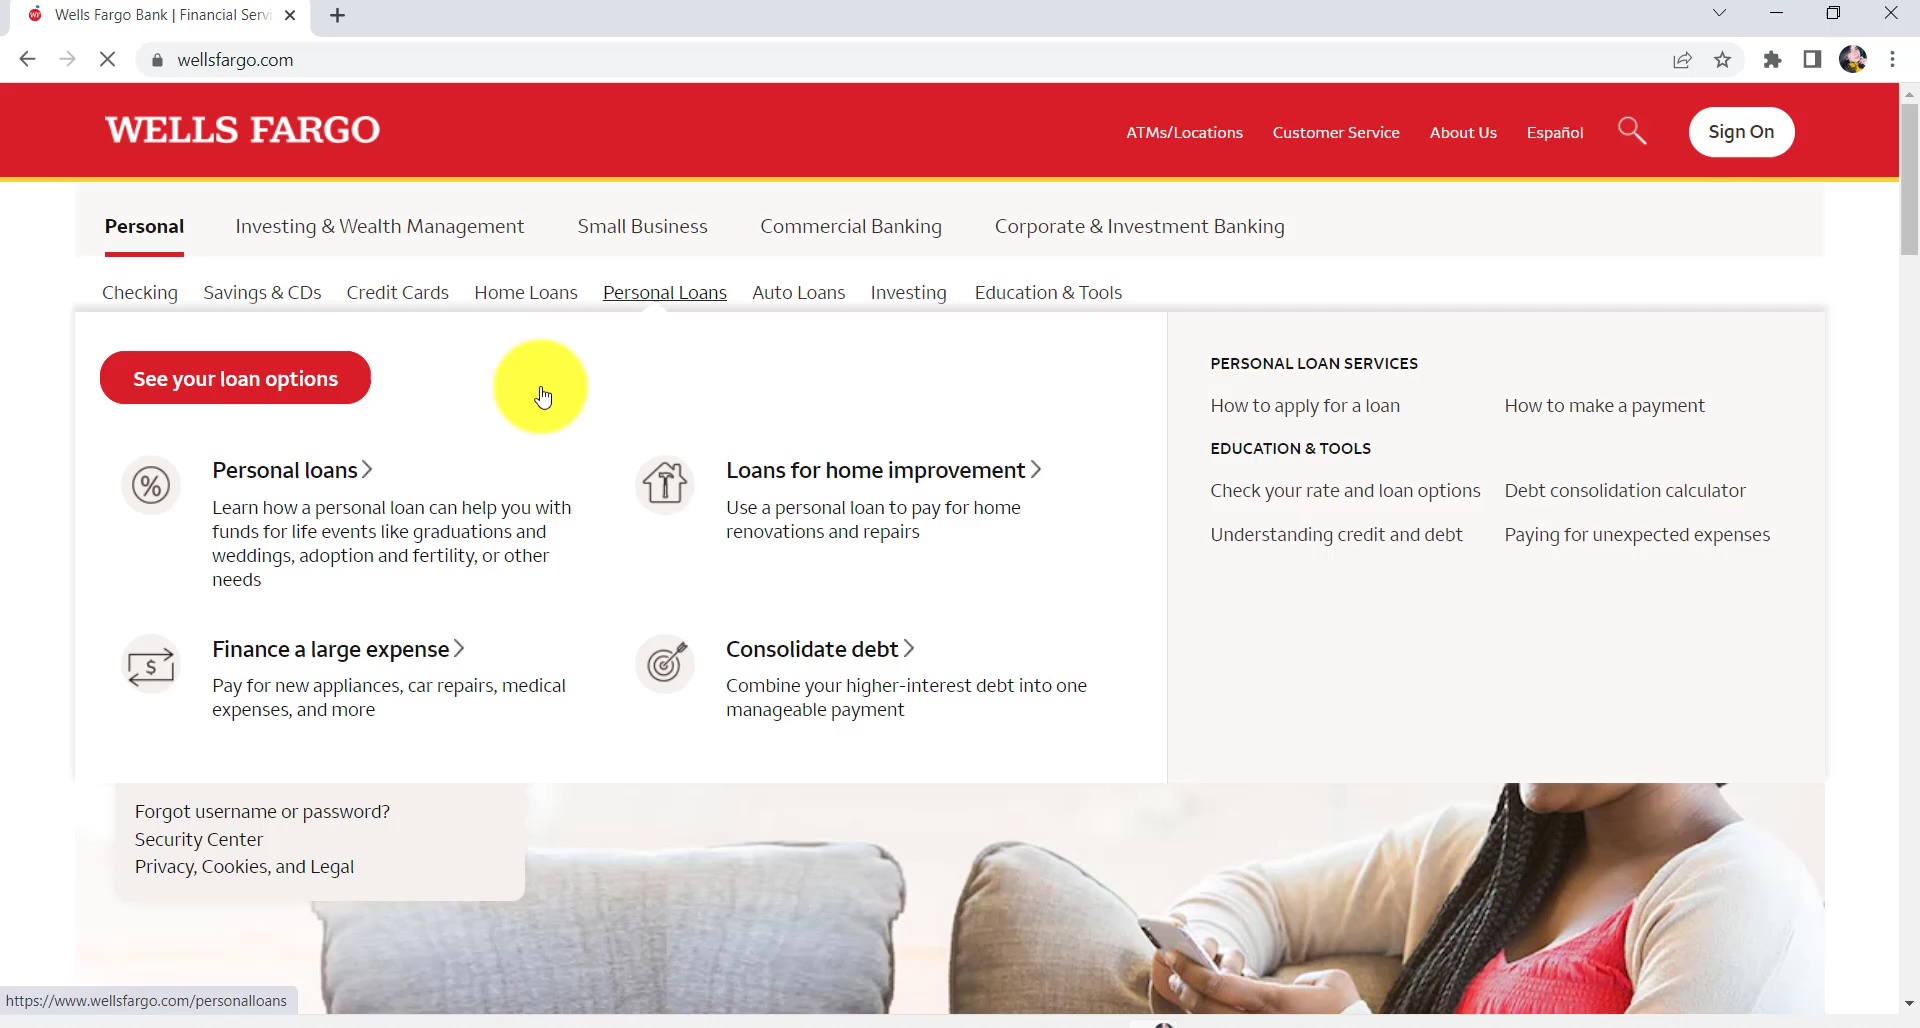 Wells Fargo Bank | Financial Servi
wellsfargo.com
WELLS FARGO
ATMs/Locations Customer Service About Us Español Sign On
Personal Investing & Wealth Management Small Business Commercial Banking Corporate & Investment Banking
Checking Savings & CDs Credit Cards Home Loans Personal Loans Auto Loans Investing Education & Tools
See your loan options
Personal loans
Learn how a personal loan can help you with
funds for life events like graduations and
weddings, adoption and fertility, or other
needs
Loans for home improvement
Use a personal loan to pay for home
renovations and repairs
Finance a large expense
Pay for new appliances, car repairs, medical
expenses, and more
Consolidate debt
Combine your higher-interest debt into one
manageable payment
PERSONAL LOAN SERVICES
How to apply for a loan How to make a payment
EDUCATION & TOOLS
Check your rate and loan options Debt consolidation calculator
Understanding credit and debt Paying for unexpected expenses
Forgot username or password?
Security Center
Privacy, Cookies, and Legal
https://www.wellsfargo.com/personalloans